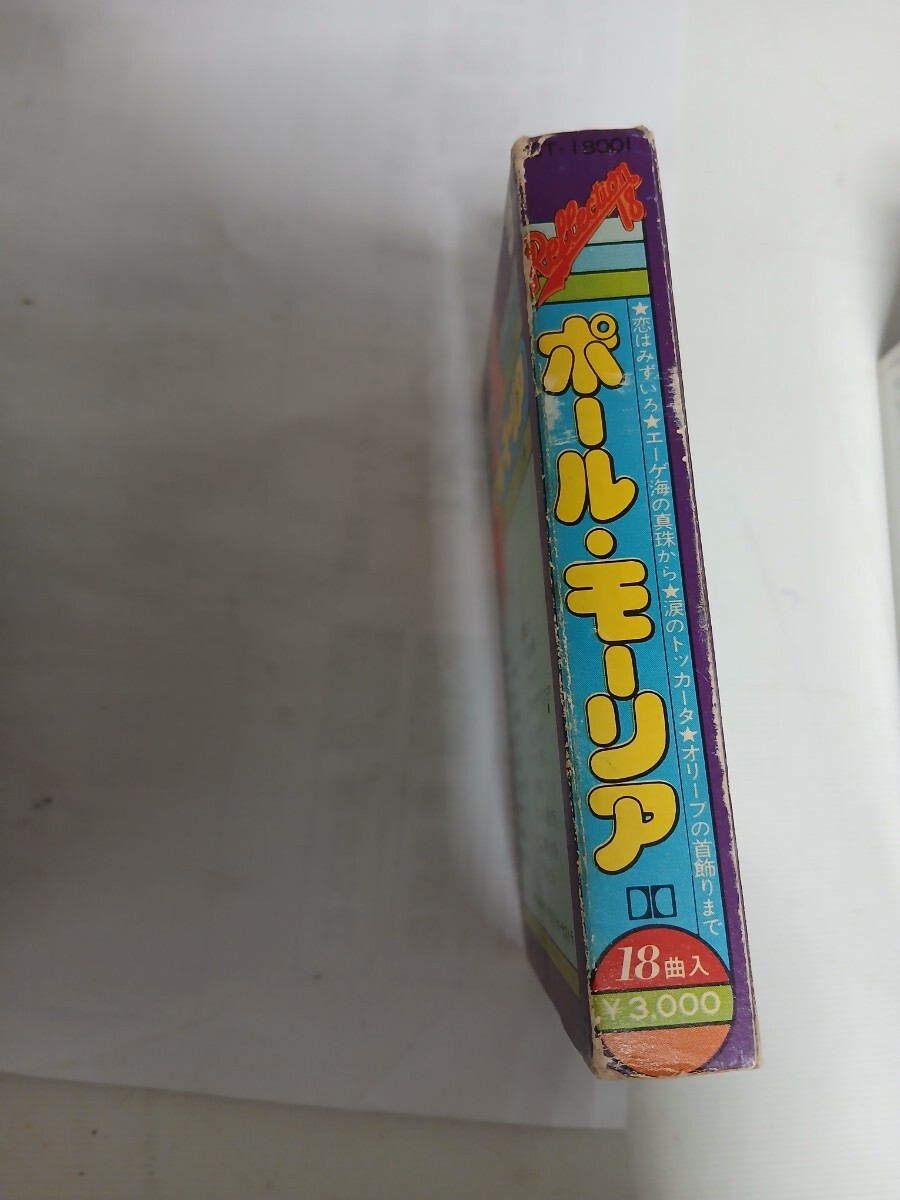 T-18001
Reflection 18
ポール・モーリア
★恋はみずいろ★エーゲ海の真珠から★涙のトッカータ★オリーブの首飾りまで
18曲入
¥3,000